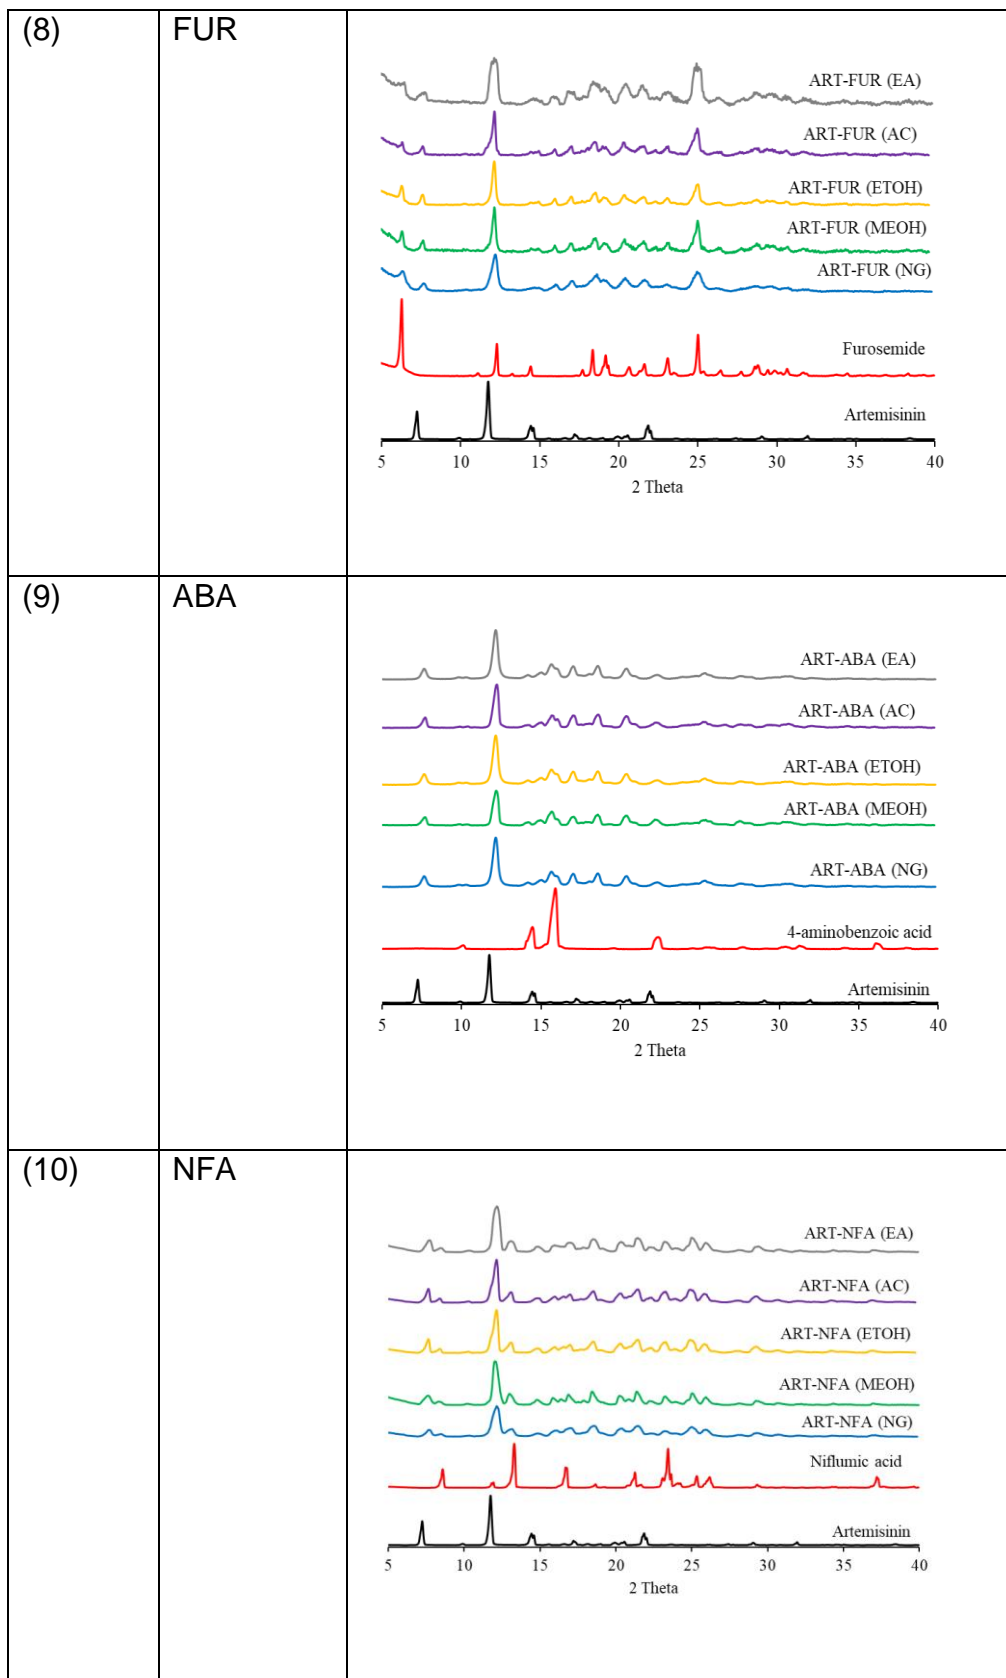 (8) FUR
ART-FUR (EA)
ART-FUR (AC)
ART-FUR (ETOH)
ART-FUR (MEOH)
ART-FUR (NG)
Furosemide
Artemisinin
5 10 15 20 25 30 35 40
2 Theta
(9) ABA
ART-ABA (EA)
ART-ABA (AC)
ART-ABA (ETOH)
ART-ABA (MEOH)
ART-ABA (NG)
4-aminobenzoic acid
Artemisinin
5 10 15 20 25 30 35 40
2 Theta
(10) NFA
ART-NFA (EA)
ART-NFA (AC)
ART-NFA (ETOH)
ART-NFA (MEOH)
ART-NFA (NG)
Niflumic acid
Artemisinin
5 10 15 20 25 30 35 40
2 Theta